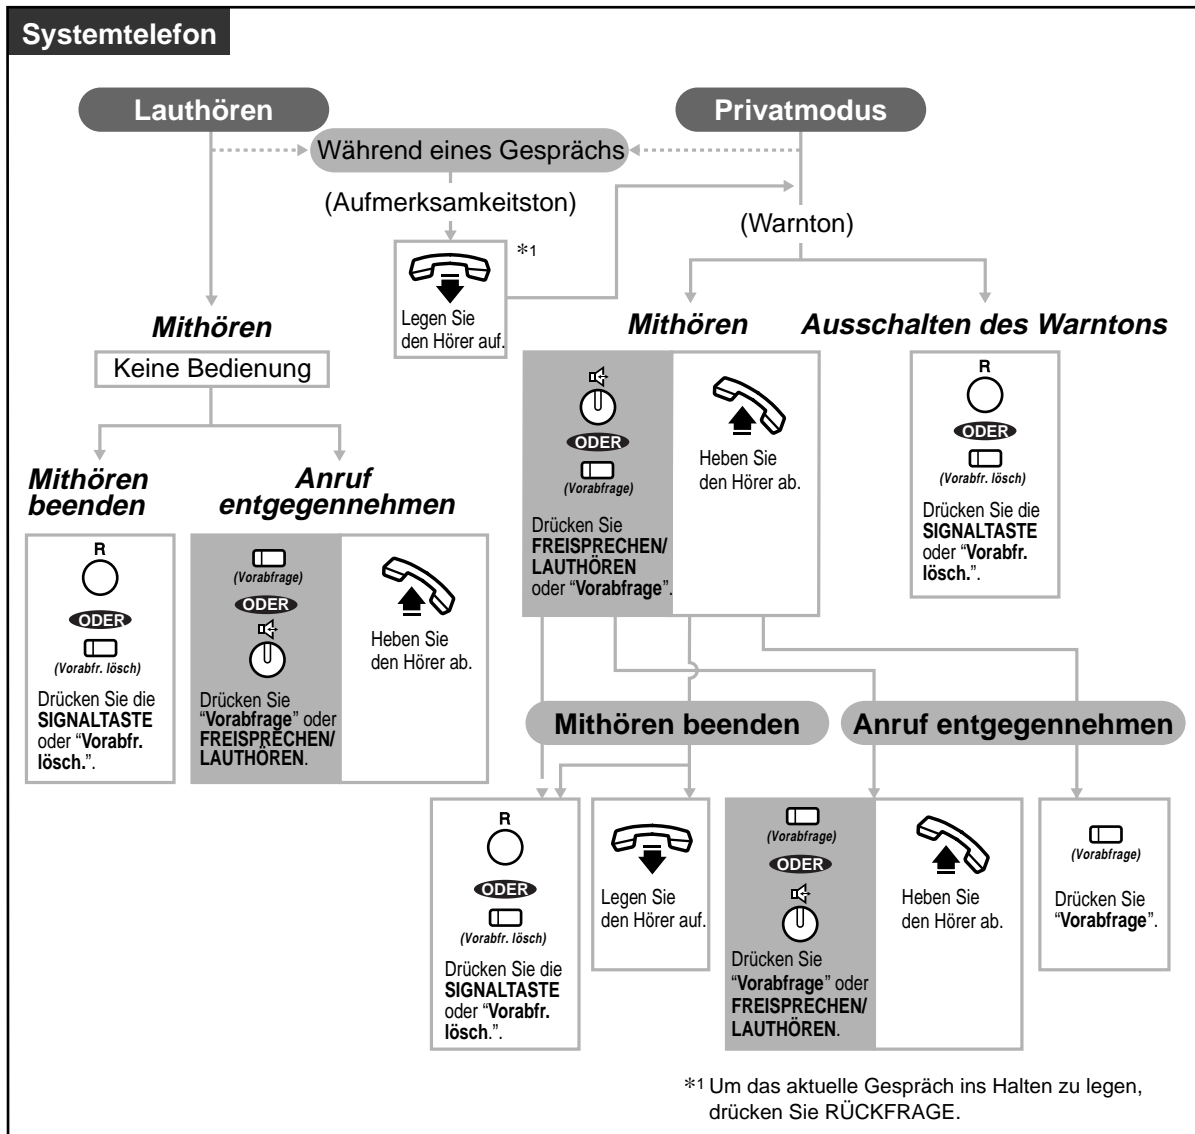 Systemtelefon
Lauthören
Privatmodus
Während eines Gesprächs
(Aufmerksamkeitston)
(Warnton)
*1
Legen Sie
den Hörer auf.
Mithören
Keine Bedienung
Mithören
Ausschalten des Warntons
ODER
(Vorabfrage)
Drücken Sie
FREISPRECHEN/
LAUTHÖREN
oder “Vorabfrage”.
Heben Sie
den Hörer ab.
R
ODER
(Vorabfr. lösch)
Drücken Sie die
SIGNALTASTE
oder “Vorabfr.
lösch.”.
Mithören
beenden
Anruf
entgegennehmen
R
ODER
(Vorabfr. lösch)
Drücken Sie die
SIGNALTASTE
oder “Vorabfr.
lösch.”.
(Vorabfrage)
ODER
Drücken Sie
“Vorabfrage” oder
FREISPRECHEN/
LAUTHÖREN.
Heben Sie
den Hörer ab.
Mithören beenden
Anruf entgegennehmen
R
ODER
(Vorabfr. lösch)
Drücken Sie die
SIGNALTASTE
oder “Vorabfr.
lösch.”.
Legen Sie
den Hörer auf.
(Vorabfrage)
ODER
Drücken Sie
“Vorabfrage” oder
FREISPRECHEN/
LAUTHÖREN.
Heben Sie
den Hörer ab.
(Vorabfrage)
Drücken Sie
“Vorabfrage”.
*1 Um das aktuelle Gespräch ins Halten zu legen,
drücken Sie RÜCKFRAGE.